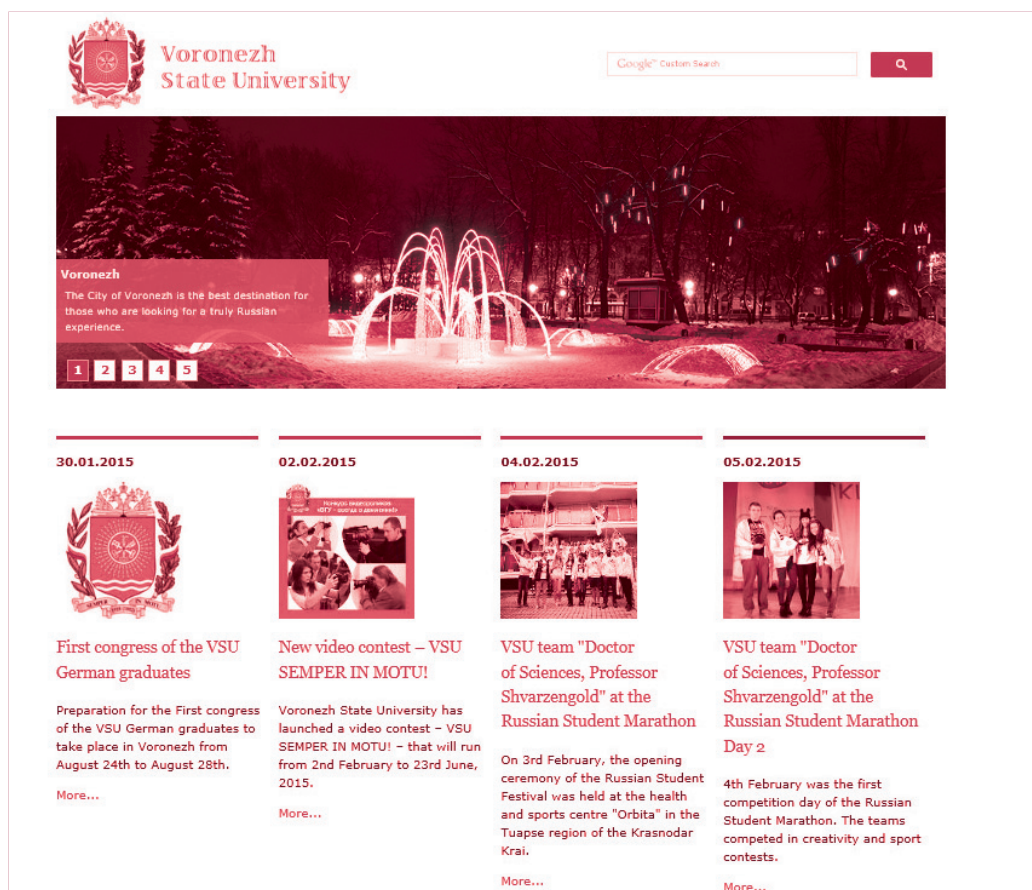 Voronezh
State University
Google™ Custom Search
Voronezh
The City of Voronezh is the best destination for
those who are looking for a truly Russian
experience.
1 2 3 4 5
30.01.2015
SEMPER IN MOTU
First congress of the VSU
German graduates
Preparation for the First congress
of the VSU German graduates to
take place in Voronezh from
August 24th to August 28th.
More...
02.02.2015
Конкурс видеороликов
«ВГУ - всегда в движении!»
New video contest – VSU
SEMPER IN MOTU!
Voronezh State University has
launched a video contest – VSU
SEMPER IN MOTU! – that will run
from 2nd February to 23rd June,
2015.
More...
04.02.2015
VSU team "Doctor
of Sciences, Professor
Shvarzengold" at the
Russian Student Marathon
On 3rd February, the opening
ceremony of the Russian Student
Festival was held at the health
and sports centre "Orbita" in the
Tuapse region of the Krasnodar
Krai.
More...
05.02.2015
VSU team "Doctor
of Sciences, Professor
Shvarzengold" at the
Russian Student Marathon
Day 2
4th February was the first
competition day of the Russian
Student Marathon. The teams
competed in creativity and sport
contests.
More...